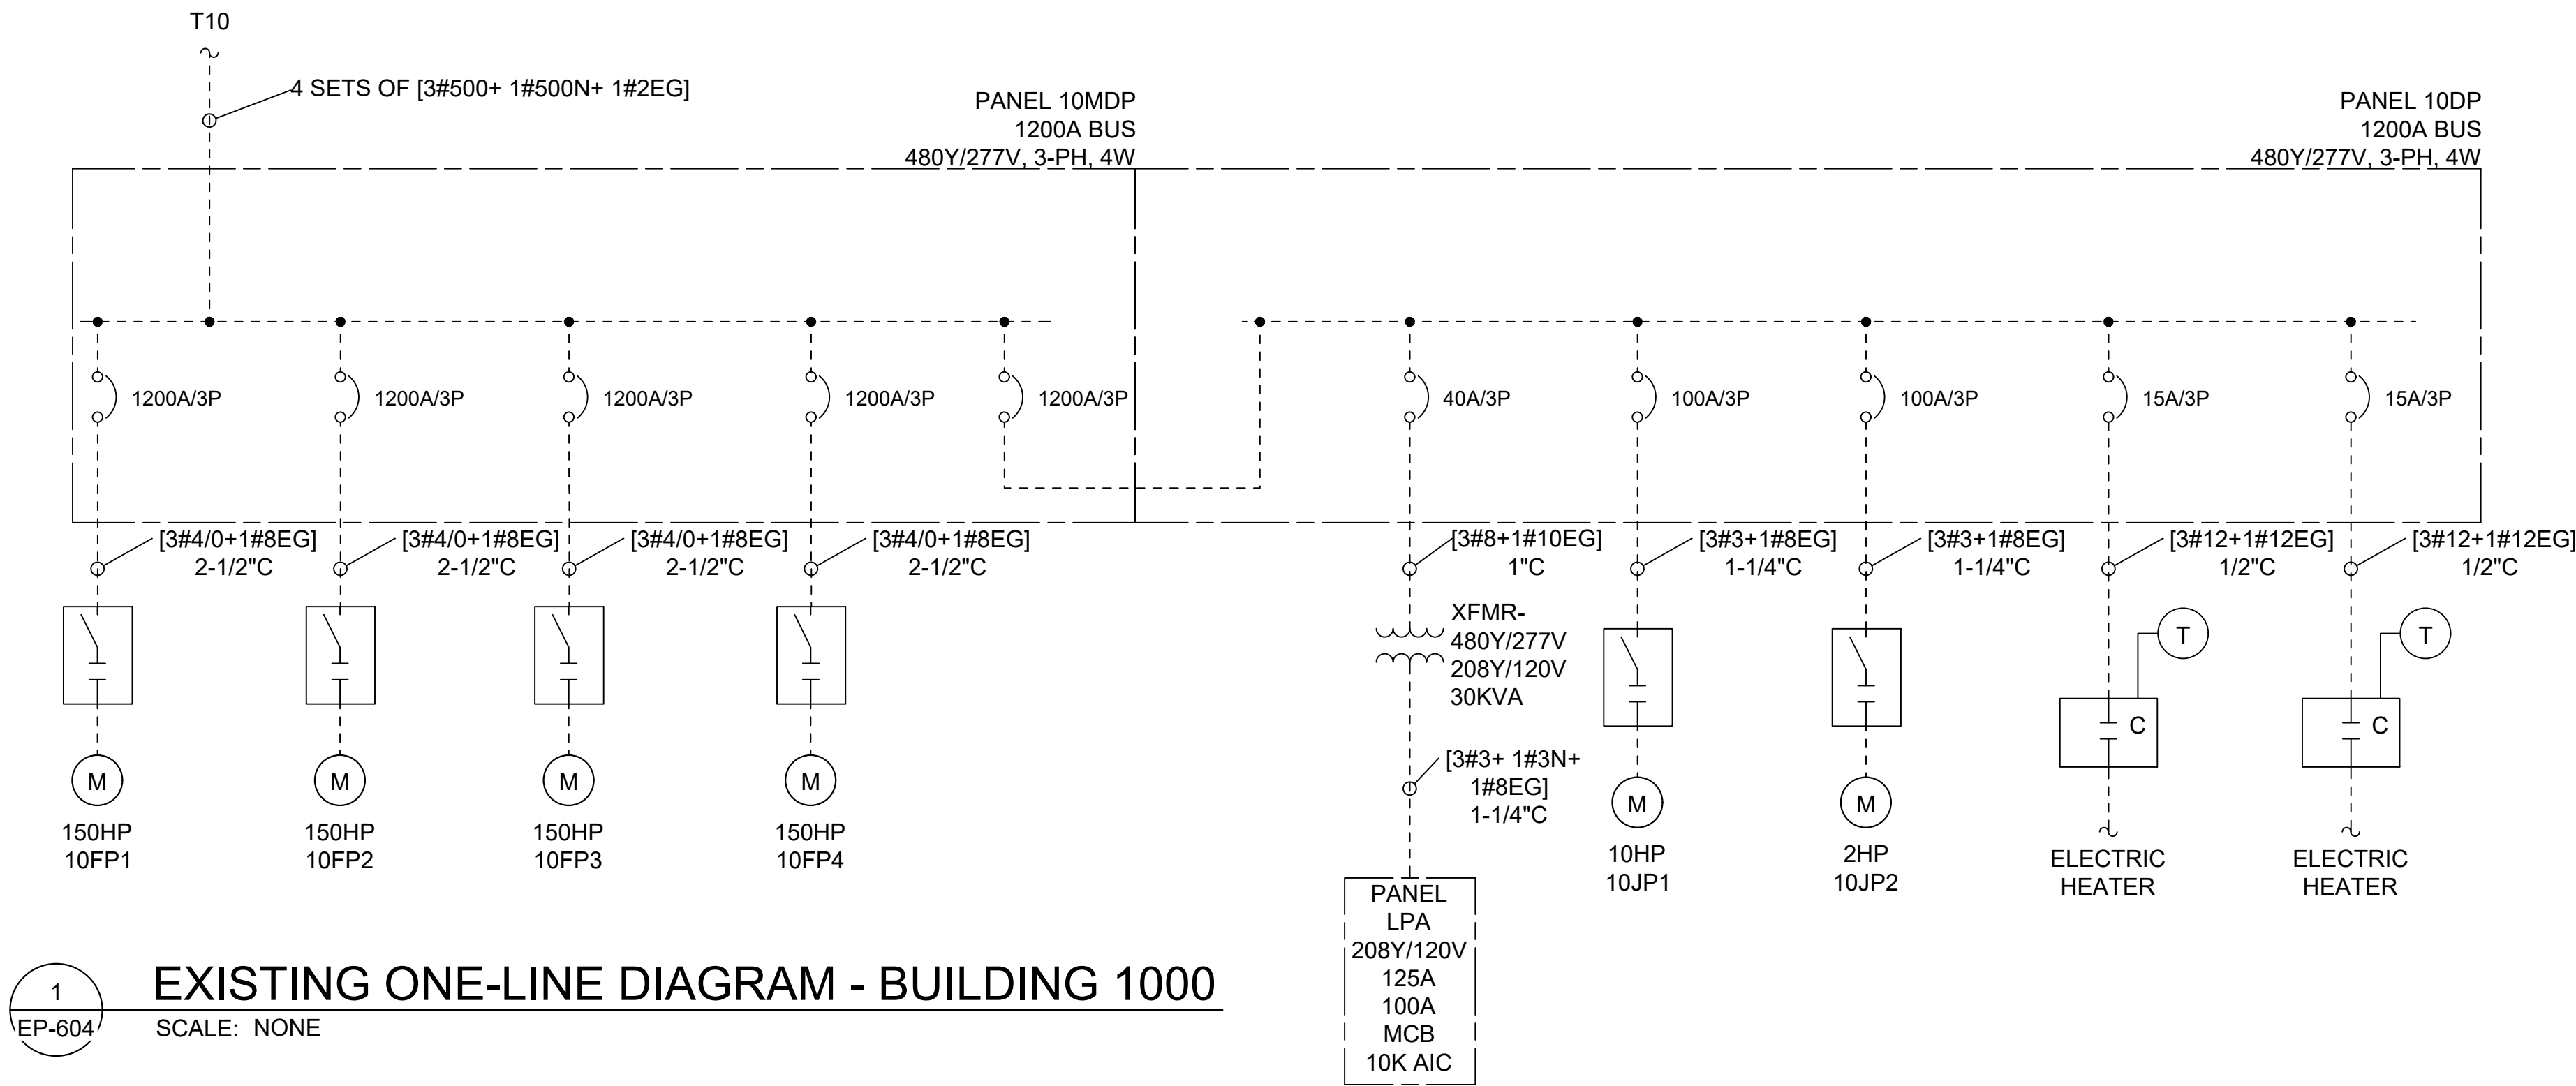 T10
4 SETS OF [3#500+ 1#500N+ 1#2EG]
PANEL 10MDP
1200A BUS
480Y/277V, 3-PH, 4W
PANEL 10DP
1200A BUS
480Y/277V, 3-PH, 4W
1200A/3P
1200A/3P
1200A/3P
1200A/3P
1200A/3P
40A/3P
100A/3P
100A/3P
15A/3P
15A/3P
[3#4/0+1#8EG]
2-1/2"C
[3#4/0+1#8EG]
2-1/2"C
[3#4/0+1#8EG]
2-1/2"C
[3#4/0+1#8EG]
2-1/2"C
[3#8+1#10EG]
1"C
[3#3+1#8EG]
1-1/4"C
[3#3+1#8EG]
1-1/4"C
[3#12+1#12EG]
1/2"C
[3#12+1#12EG]
1/2"C
XFMR-
480Y/277V
208Y/120V
30KVA
T
T
C
C
[3#3+ 1#3N+
1#8EG]
1-1/4"C
M
150HP
10FP1
M
150HP
10FP2
M
150HP
10FP3
M
150HP
10FP4
M
10HP
10JP1
M
2HP
10JP2
ELECTRIC
HEATER
ELECTRIC
HEATER
PANEL
LPA
208Y/120V
125A
100A
MCB
10K AIC
1
EP-604
EXISTING ONE-LINE DIAGRAM - BUILDING 1000
SCALE: NONE